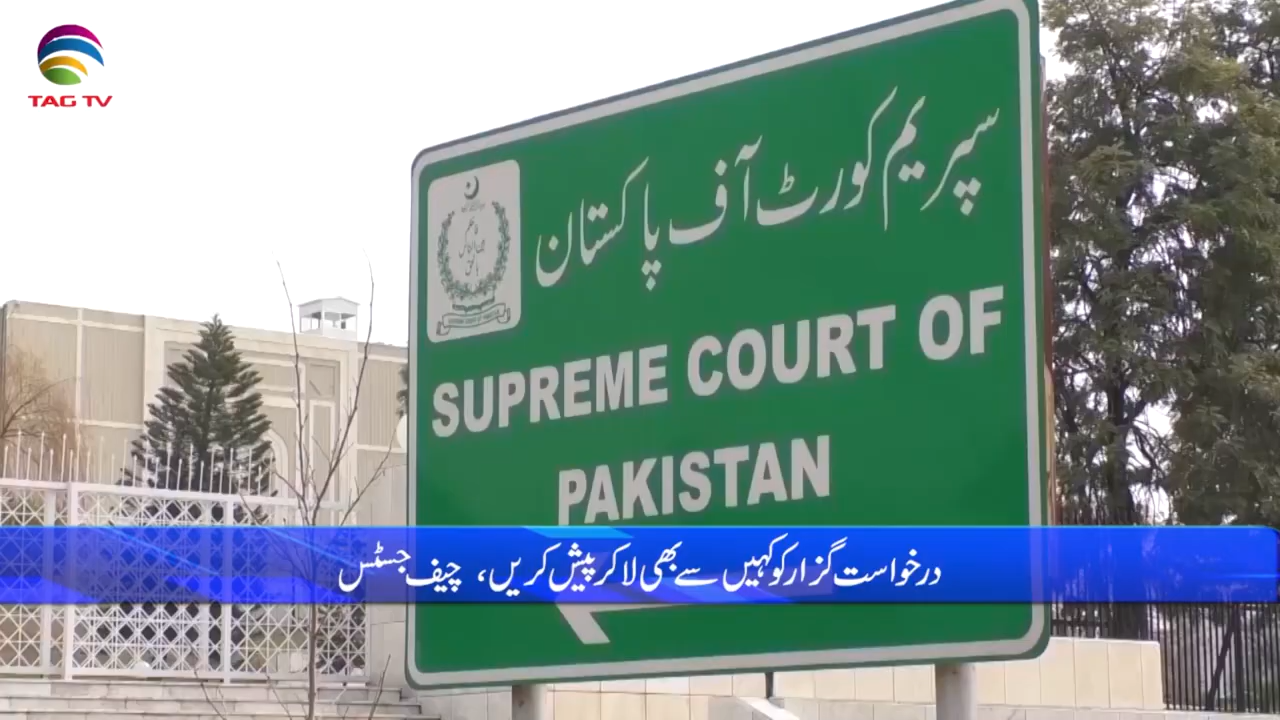 TAG TV
سپریم کورٹ آف پاکستان
SUPREME COURT OF
PAKISTAN
درخواست گزار کو کہیں سے بھی لا کر پیش کریں، چیف جسٹس